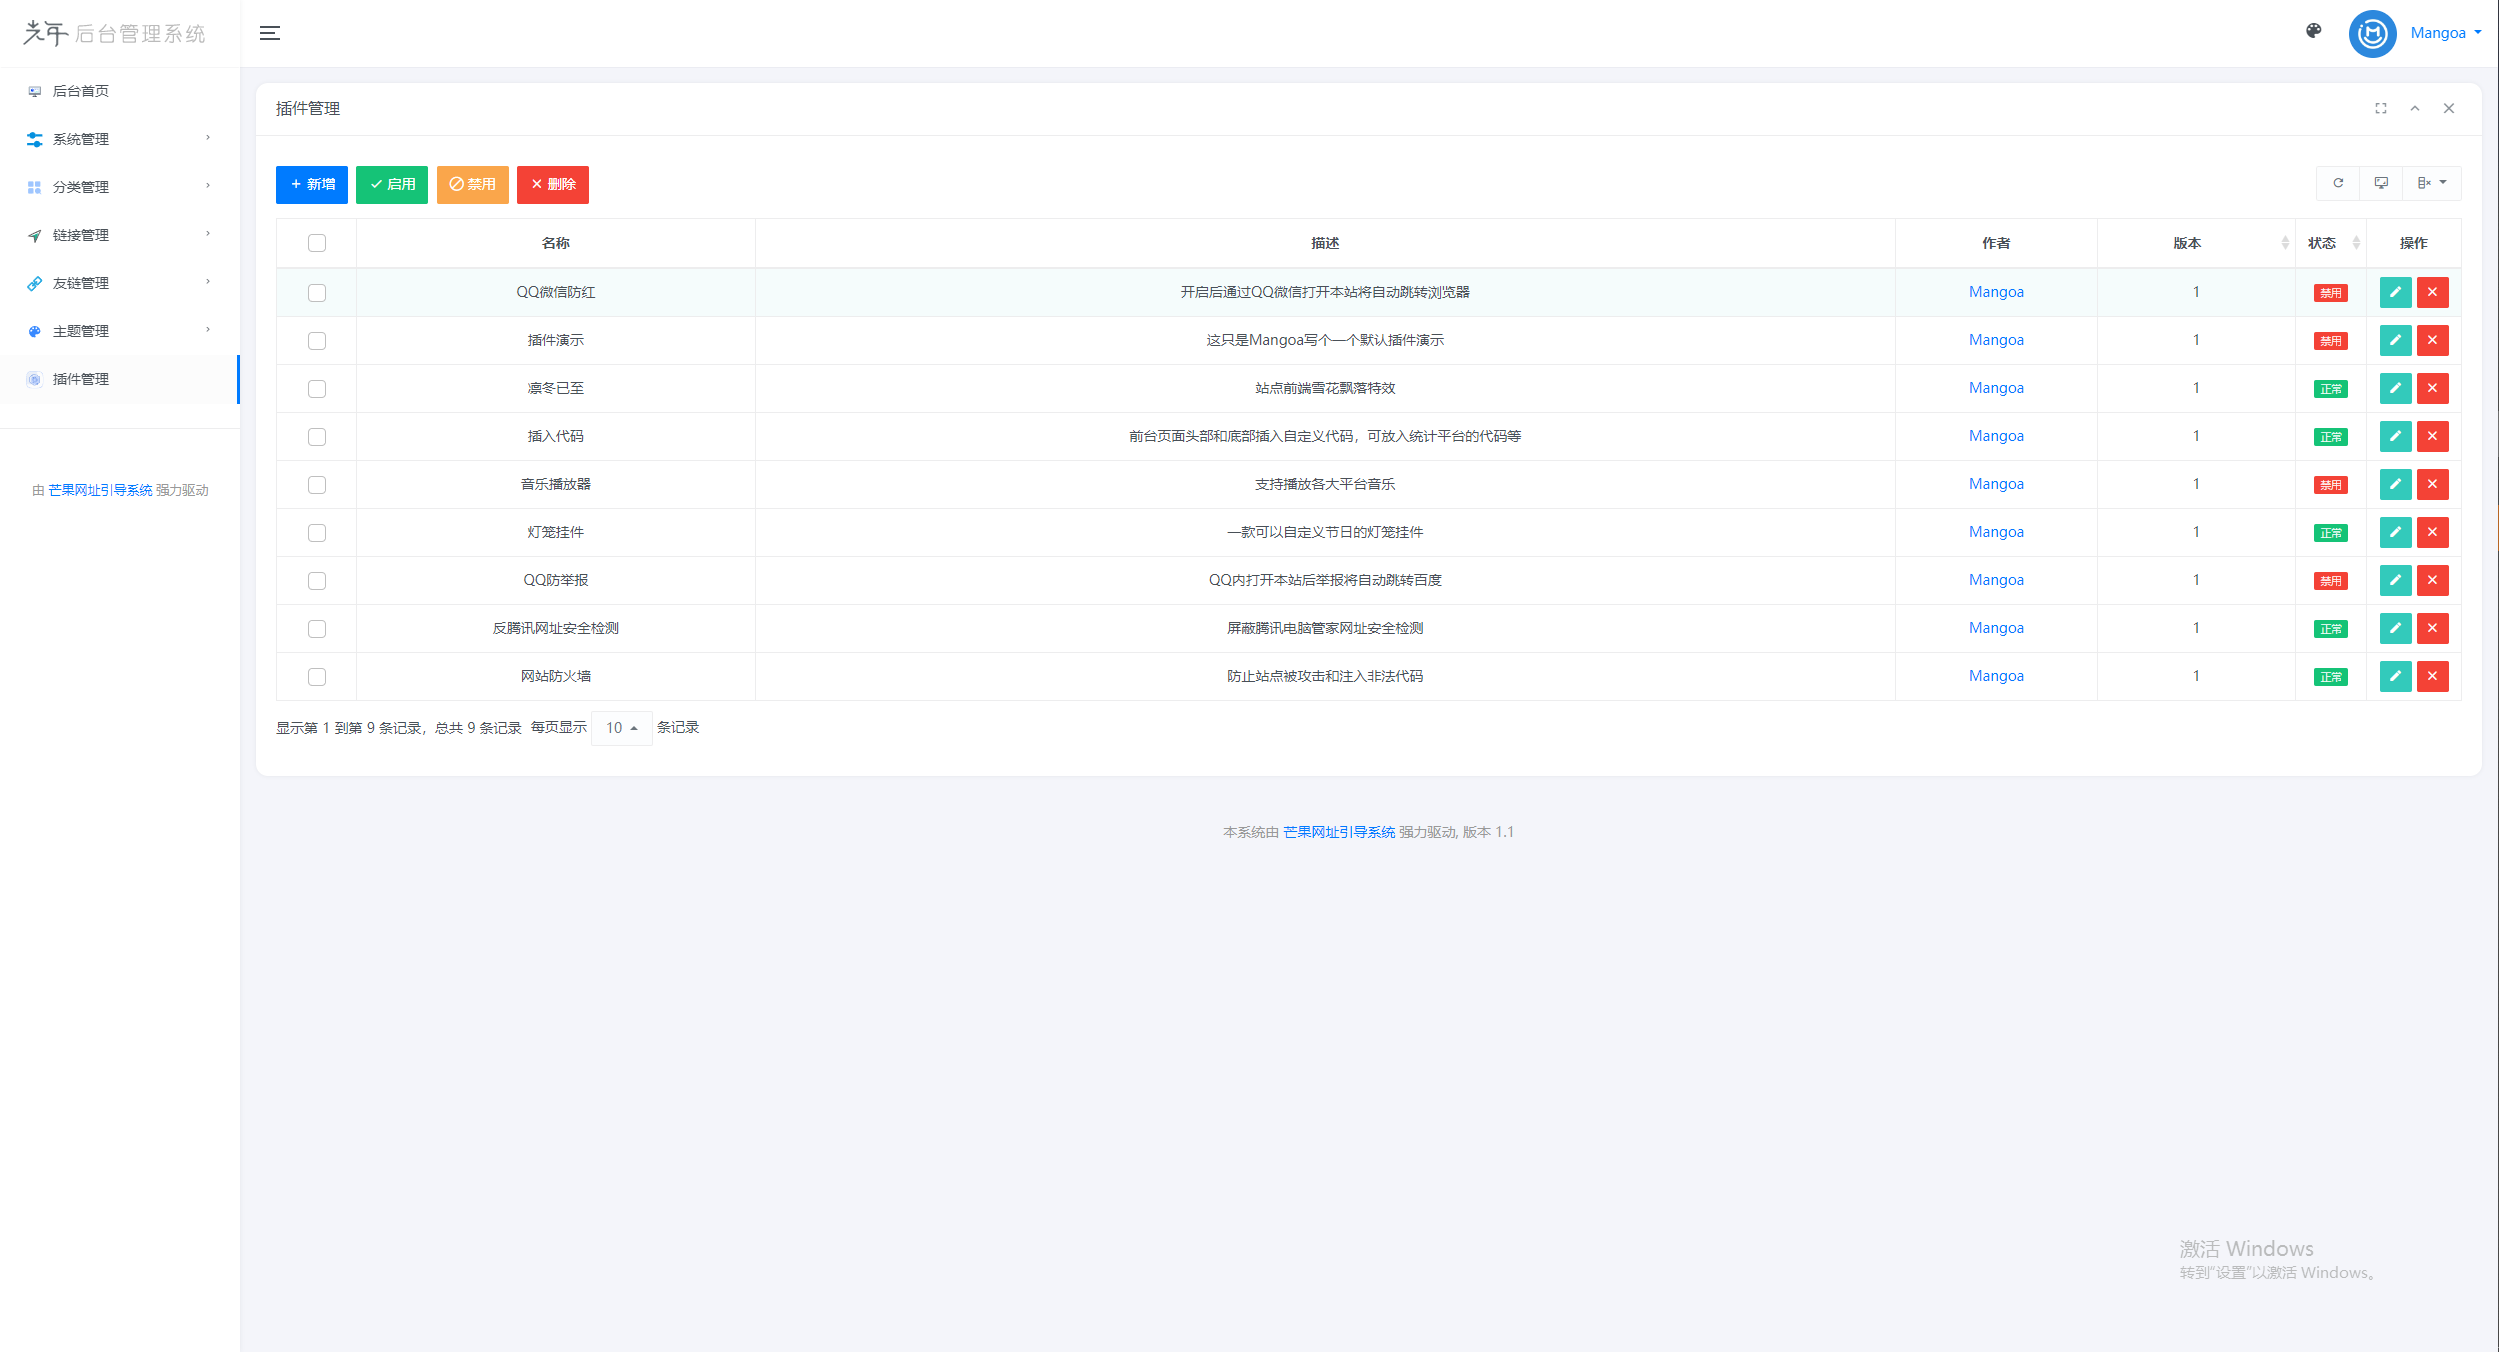 光年 后台管理系统
Mangoa
后台首页
系统管理
分类管理
链接管理
友链管理
主题管理
插件管理
由 芒果网址引导系统 强力驱动
插件管理
新增 启用 禁用 删除
名称 描述 作者 版本 状态 操作
QQ微信防红 开启后通过QQ微信打开本站将自动跳转浏览器 Mangoa 1 禁用
插件演示 这只是Mangoa写个一个默认插件演示 Mangoa 1 禁用
凛冬已至 站点前端雪花飘落特效 Mangoa 1 正常
插入代码 前台页面头部和底部插入自定义代码，可放入统计平台的代码等 Mangoa 1 正常
音乐播放器 支持播放各大平台音乐 Mangoa 1 禁用
灯笼挂件 一款可以自定义节日的灯笼挂件 Mangoa 1 正常
QQ防举报 QQ内打开本站后举报将自动跳转百度 Mangoa 1 禁用
反腾讯网址安全检测 屏蔽腾讯电脑管家网址安全检测 Mangoa 1 正常
网站防火墙 防止站点被攻击和注入非法代码 Mangoa 1 正常
显示第 1 到第 9 条记录，总共 9 条记录 每页显示 10 条记录
本系统由 芒果网址引导系统 强力驱动, 版本 1.1
激活 Windows
转到"设置"以激活 Windows。